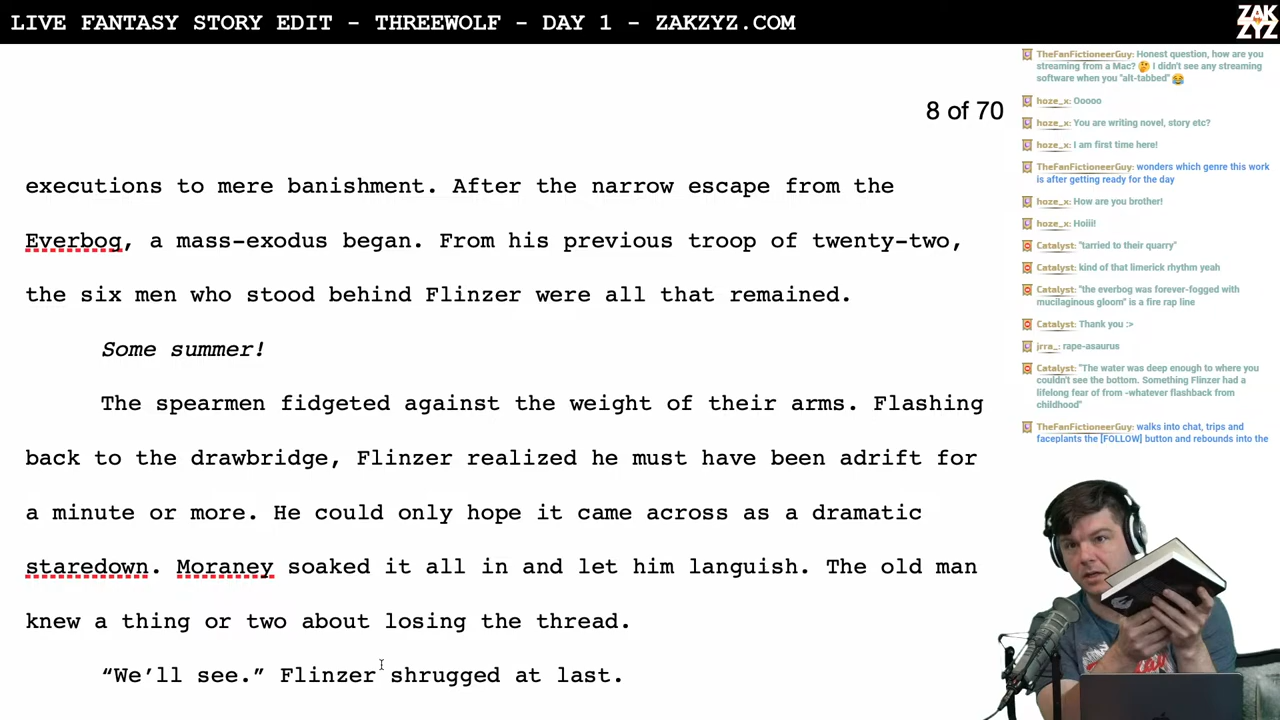 LIVE FANTASY STORY EDIT - THREEWOLF - DAY 1 - ZAKZYZ.COM
ZAK
ZYZ
8 of 70
executions to mere banishment. After the narrow escape from the
Everbog, a mass-exodus began. From his previous troop of twenty-two,
the six men who stood behind Flinzer were all that remained.
Some summer!
The spearmen fidgeted against the weight of their arms. Flashing
back to the drawbridge, Flinzer realized he must have been adrift for
a minute or more. He could only hope it came across as a dramatic
staredown. Moraney soaked it all in and let him languish. The old man
knew a thing or two about losing the thread.
“We’ll see.” Flinzer shrugged at last.
TheFanFictioneerGuy: Honest question, how are you
streaming from a Mac? 🤔 I didn't see any streaming
software when you "alt-tabbed" 😂
hoze_x: Ooooo
hoze_x: You are writing novel, story etc?
hoze_x: I am first time here!
TheFanFictioneerGuy: wonders which genre this work
is after getting ready for the day
hoze_x: How are you brother!
hoze_x: Hoiii!
Catalyst: "tarried to their quarry"
Catalyst: kind of that limerick rhythm yeah
Catalyst: "the everbog was forever-fogged with
mucilaginous gloom" is a fire rap line
Catalyst: Thank you :>
jrra_: rape-asaurus
Catalyst: "The water was deep enough to where you
couldn't see the bottom. Something Flinzer had a
lifelong fear of from -whatever flashback from
childhood"
TheFanFictioneerGuy: walks into chat, trips and
faceplants the [FOLLOW] button and rebounds into the